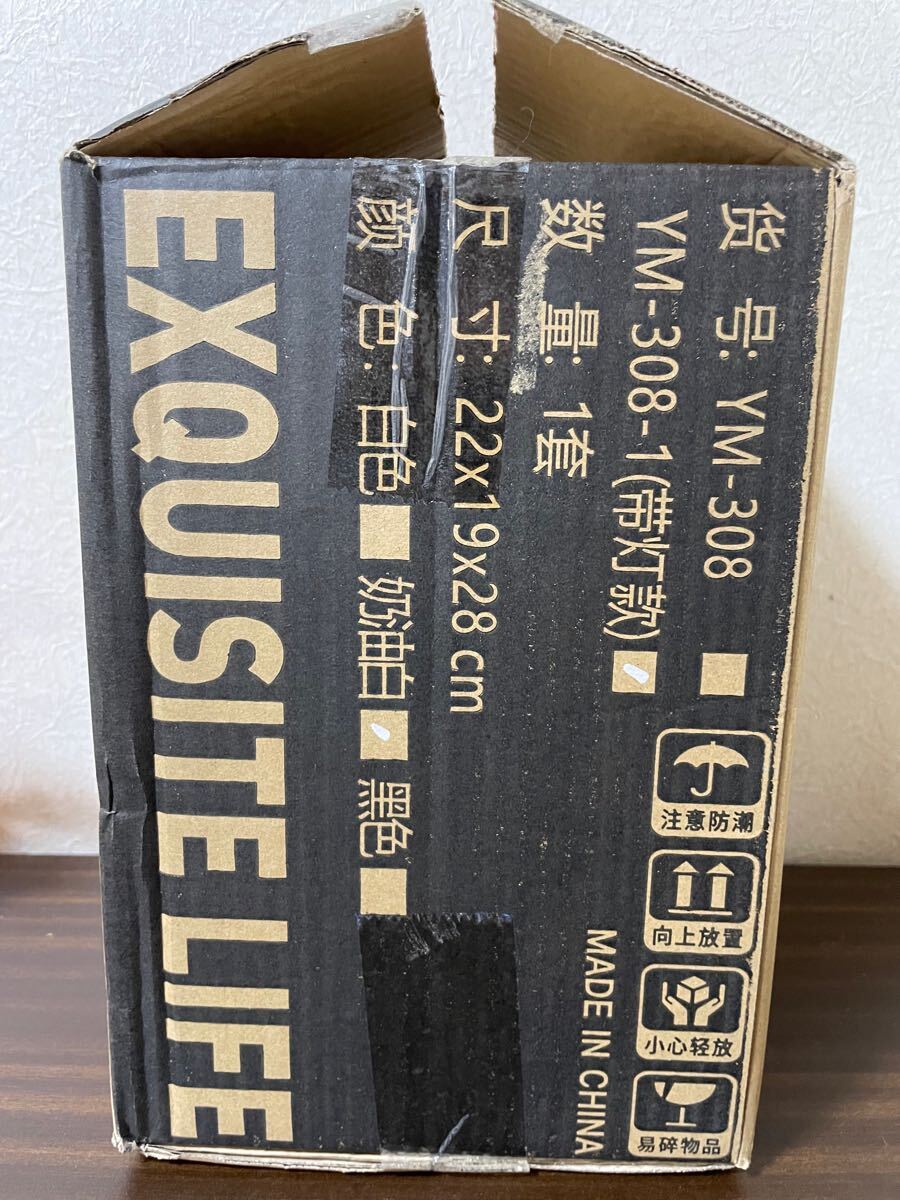 货 号: YM-308
YM-308-1(带灯款)
数 量: 1套
尺 寸: 22x19x28 cm
颜 色: 白色 奶油白 黑色
EXQUISITE LIFE
MADE IN CHINA
注意防潮
向上放置
小心轻放
易碎物品